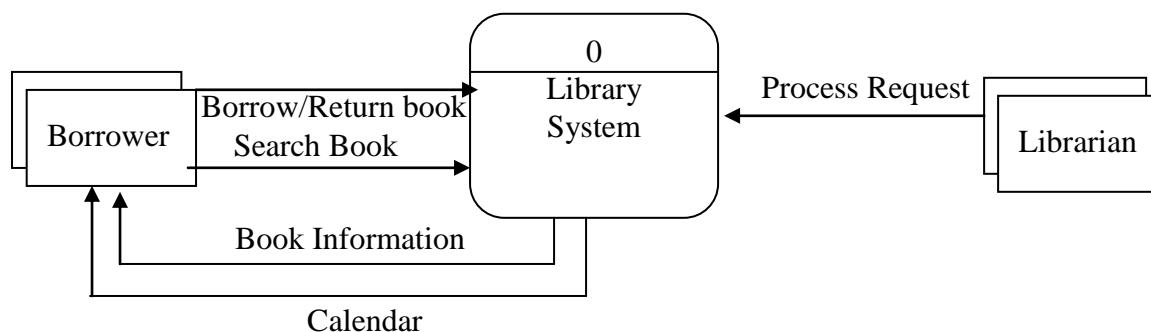 0
Library
System
Process Request
Borrow/Return book
Borrower
Search Book
Librarian
Book Information
Calendar